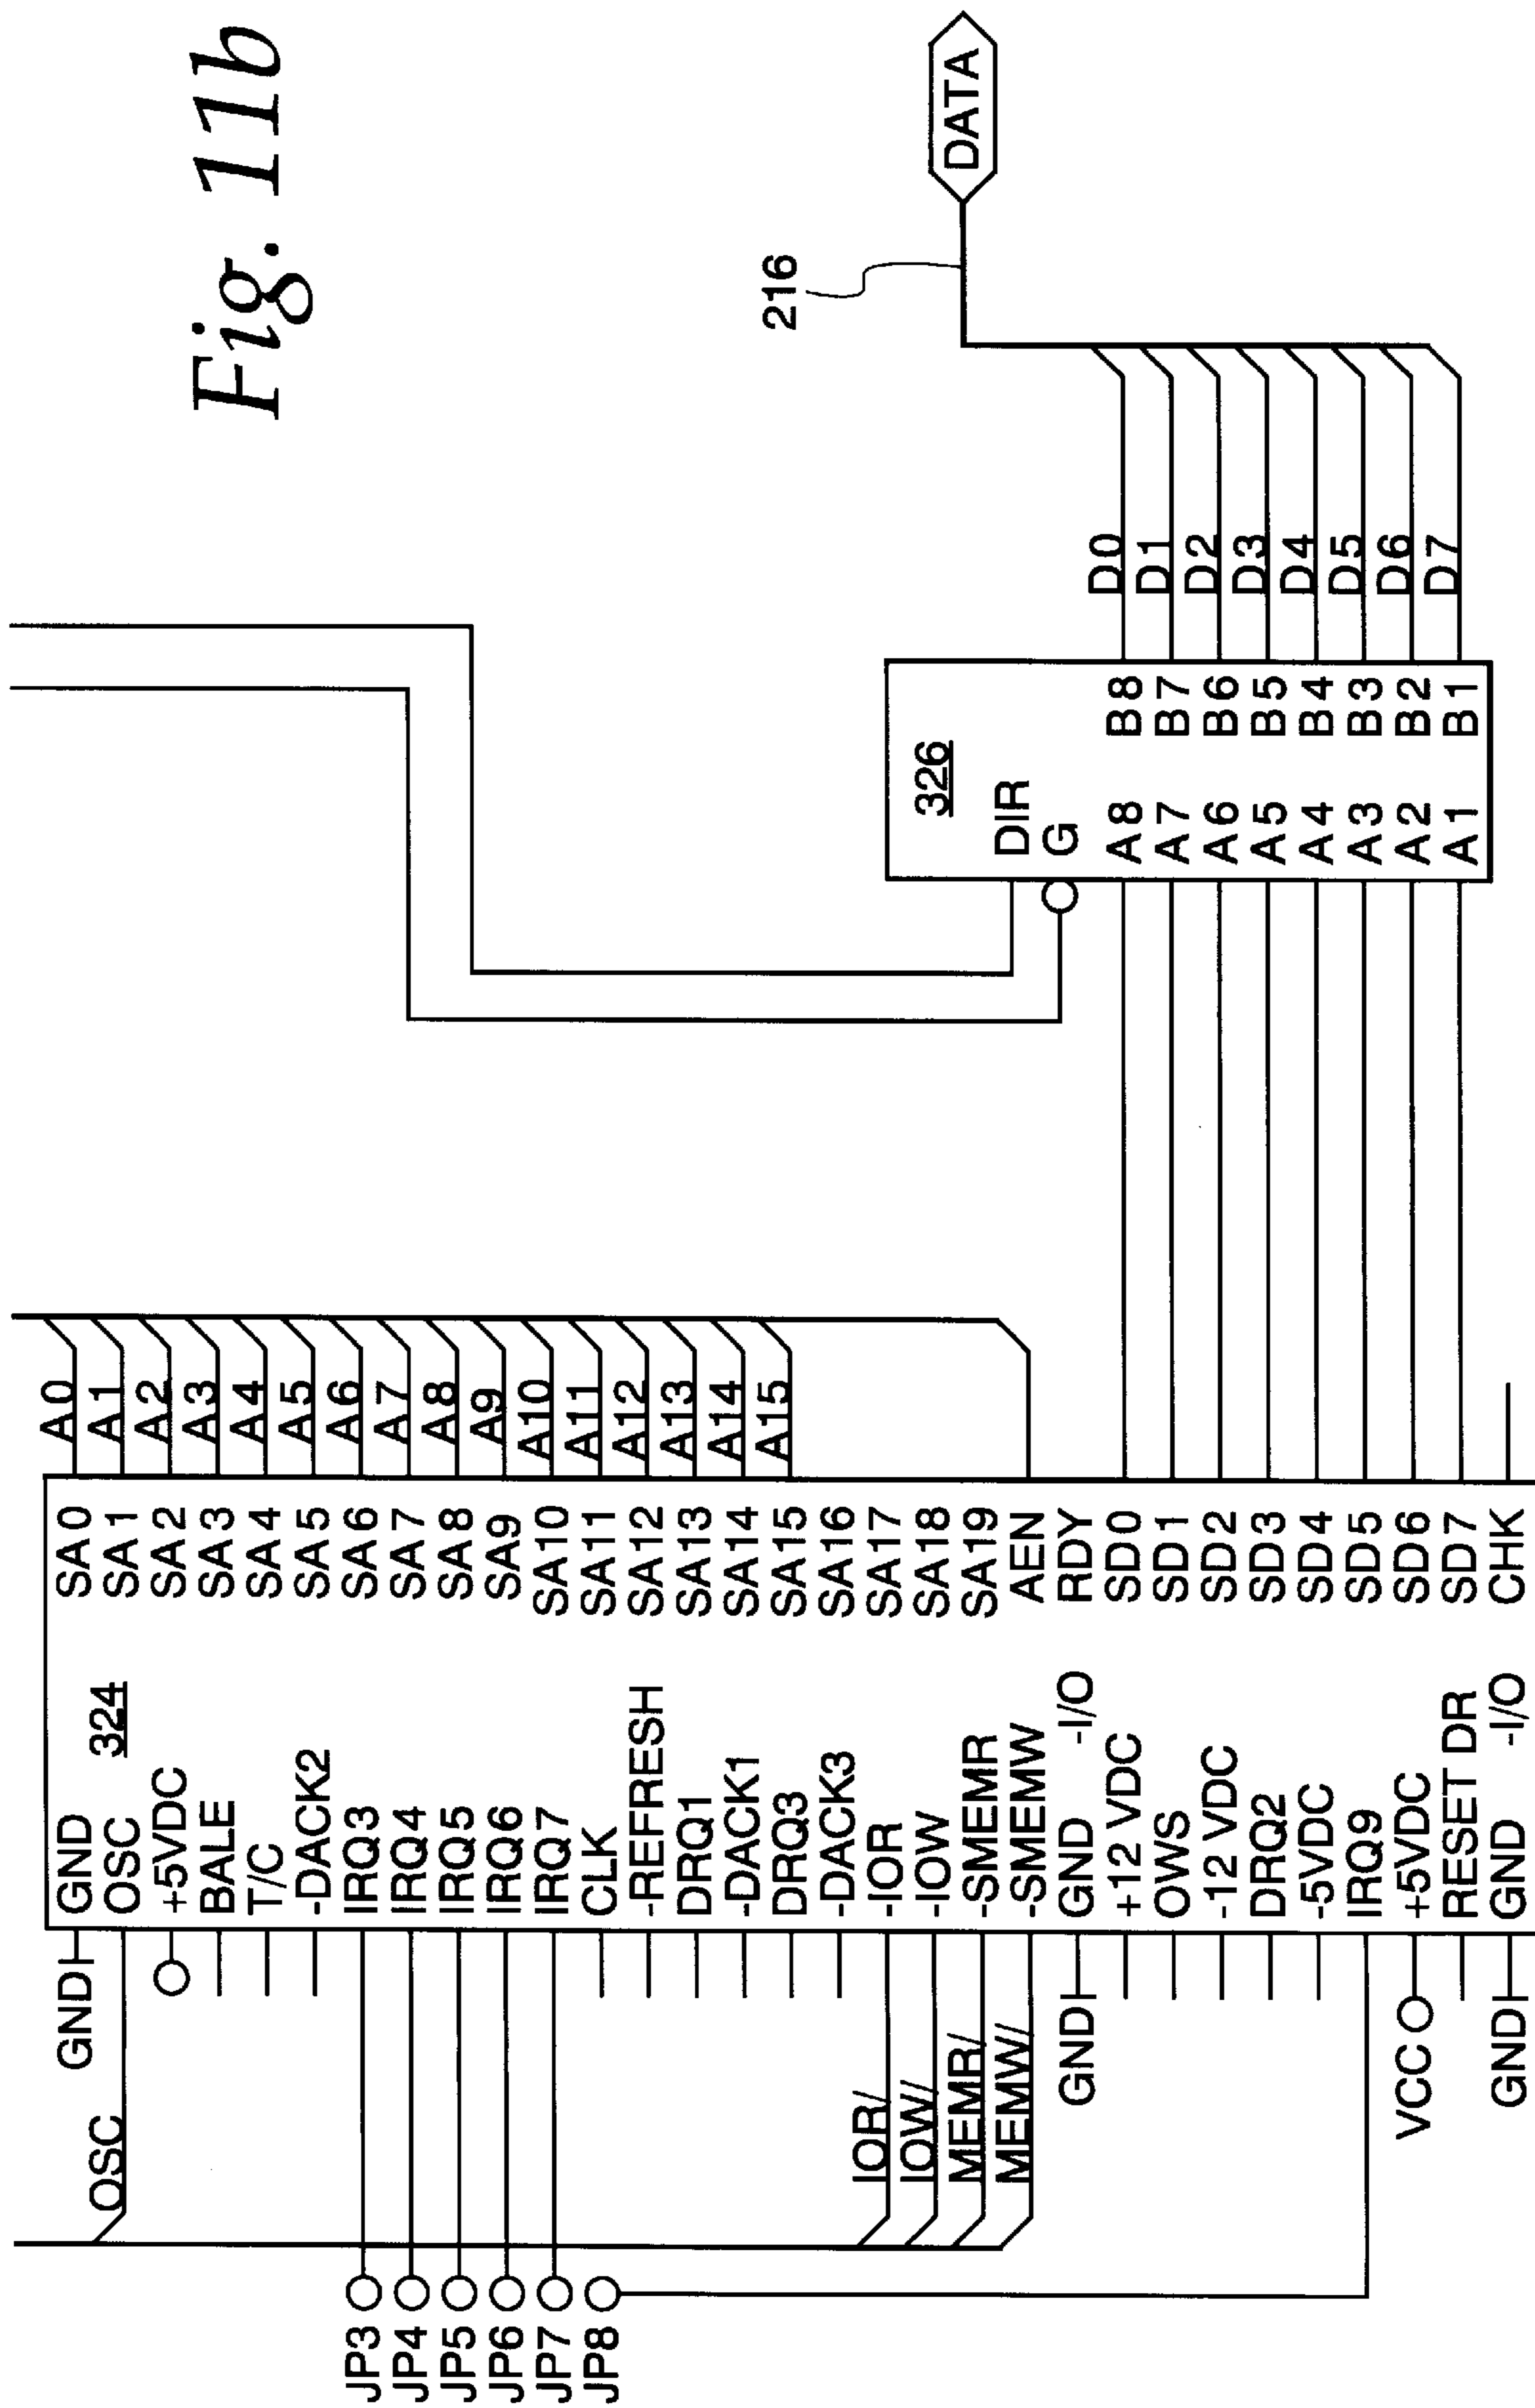 Fig. 11b
DATA
216
D0
D1
D2
D3
D4
D5
D6
D7
326
DIR
G
A8 B8
A7 B7
A6 B6
A5 B5
A4 B4
A3 B3
A2 B2
A1 B1
A0
A1
A2
A3
A4
A5
A6
A7
A8
A9
A10
A11
A12
A13
A14
A15
324
GND SA0
OSC SA1
+5VDC SA2
BALE SA3
T/C SA4
-DACK2 SA5
IRQ3 SA6
IRQ4 SA7
IRQ5 SA8
IRQ6 SA9
IRQ7 SA10
CLK SA11
-REFRESH SA12
DRQ1 SA13
-DACK1 SA14
DRQ3 SA15
-DACK3 SA16
-IOR SA17
-IOW SA18
-SMEMR SA19
-SMEMW AEN
GND -I/O RDY
+12 VDC SD0
OWS SD1
-12 VDC SD2
DRQ2 SD3
-5VDC SD4
IRQ9 SD5
+5VDC SD6
RESET DR SD7
GND -I/O CHK
GND
OSC
IOR/
IOW/
MEMR/
MEMW/
GND
VCC
GND
JP3
JP4
JP5
JP6
JP7
JP8